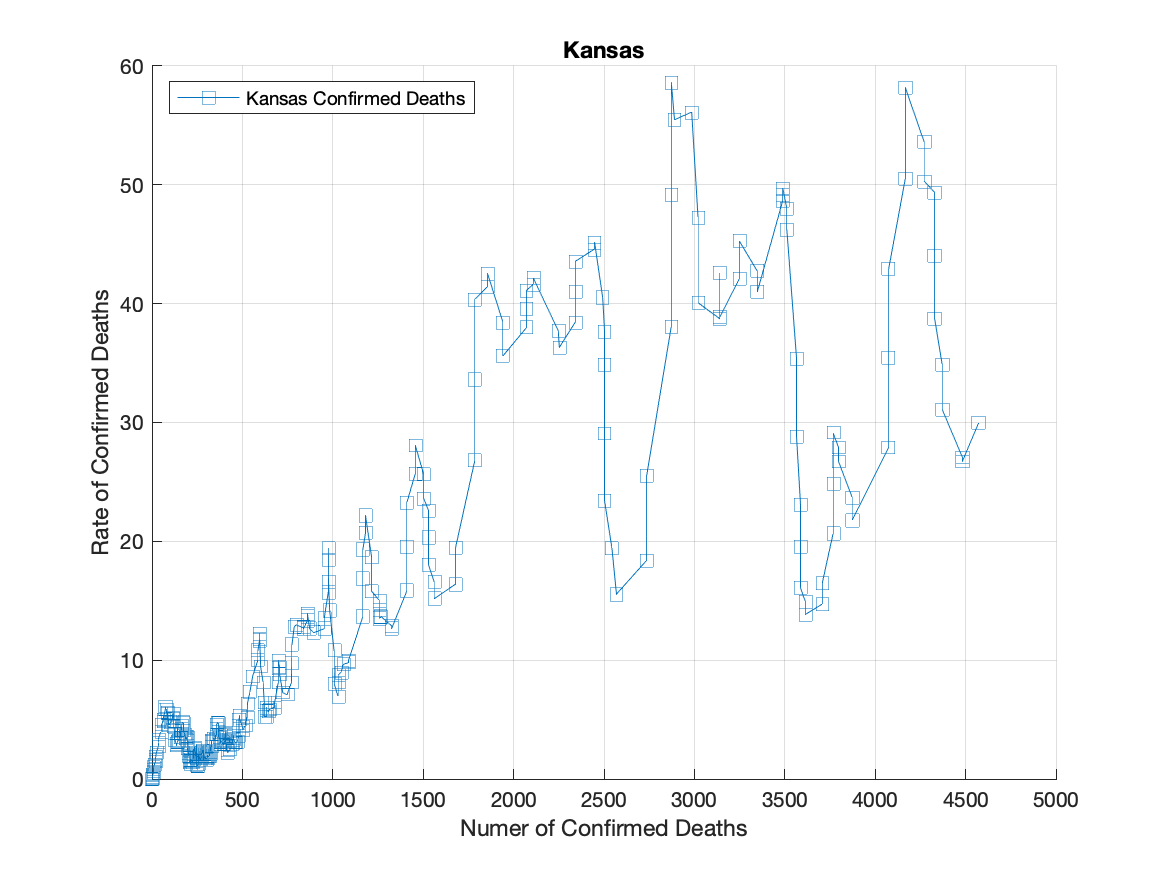 Kansas
Kansas Confirmed Deaths
60
50
40
30
20
10
0
Rate of Confirmed Deaths
0 500 1000 1500 2000 2500 3000 3500 4000 4500 5000
Numer of Confirmed Deaths